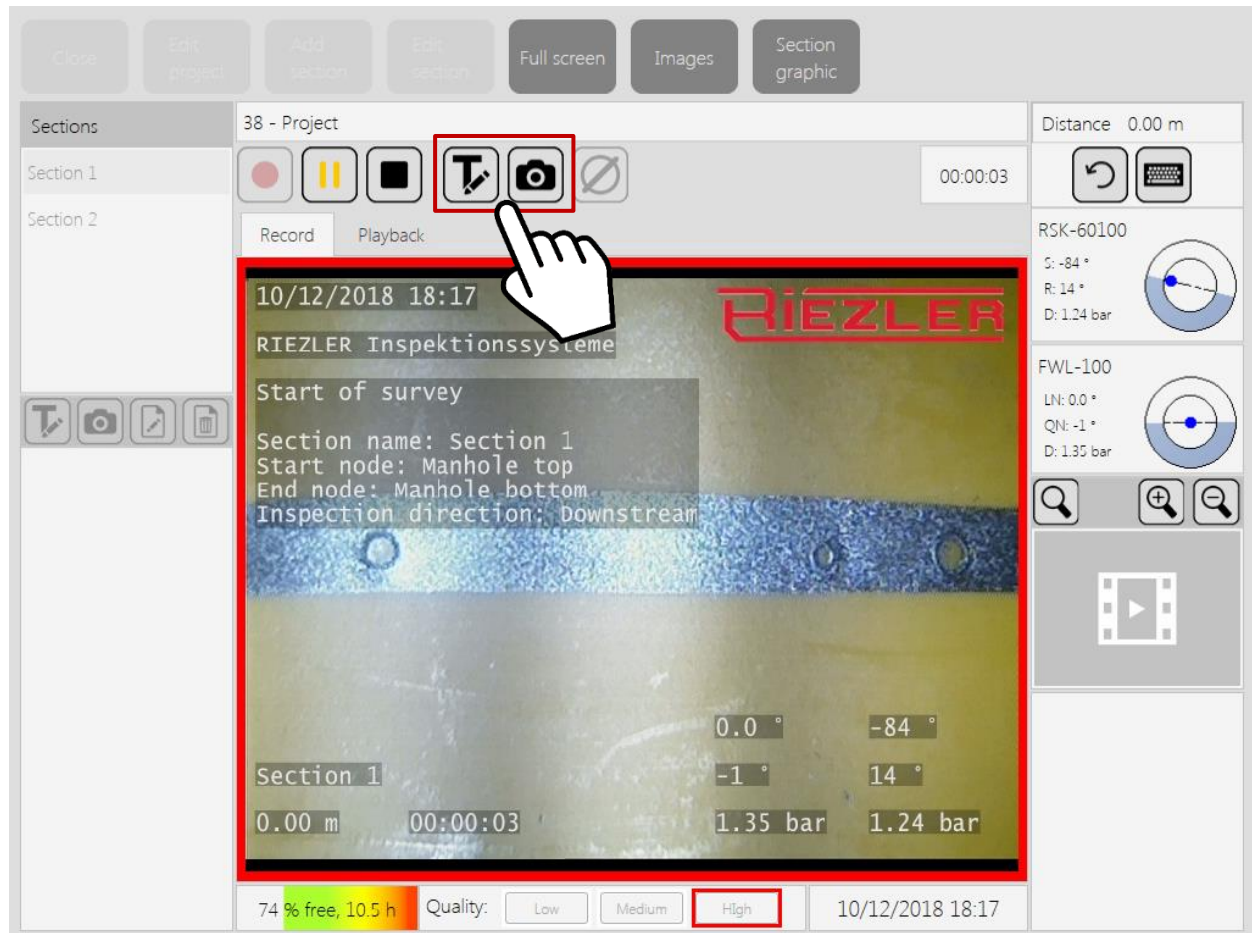 Close
Edit
project
Add
section
Edit
section
Full screen
Images
Section
graphic
Sections
Section 1
Section 2
38 - Project
00:00:03
Record Playback
10/12/2018 18:17
RIEZLER
RIEZLER Inspektionssysteme
Start of survey
Section name: Section 1
Start node: Manhole top
End node: Manhole bottom
Inspection direction: Downstream
0.0 ° -84 °
Section 1 -1 ° 14 °
0.00 m 00:00:03 1.35 bar 1.24 bar
74 % free, 10.5 h Quality: Low Medium HIgh 10/12/2018 18:17
Distance 0.00 m
RSK-60100
S: -84 °
R: 14 °
D: 1.24 bar
FWL-100
LN: 0.0 °
QN: -1 °
D: 1.35 bar